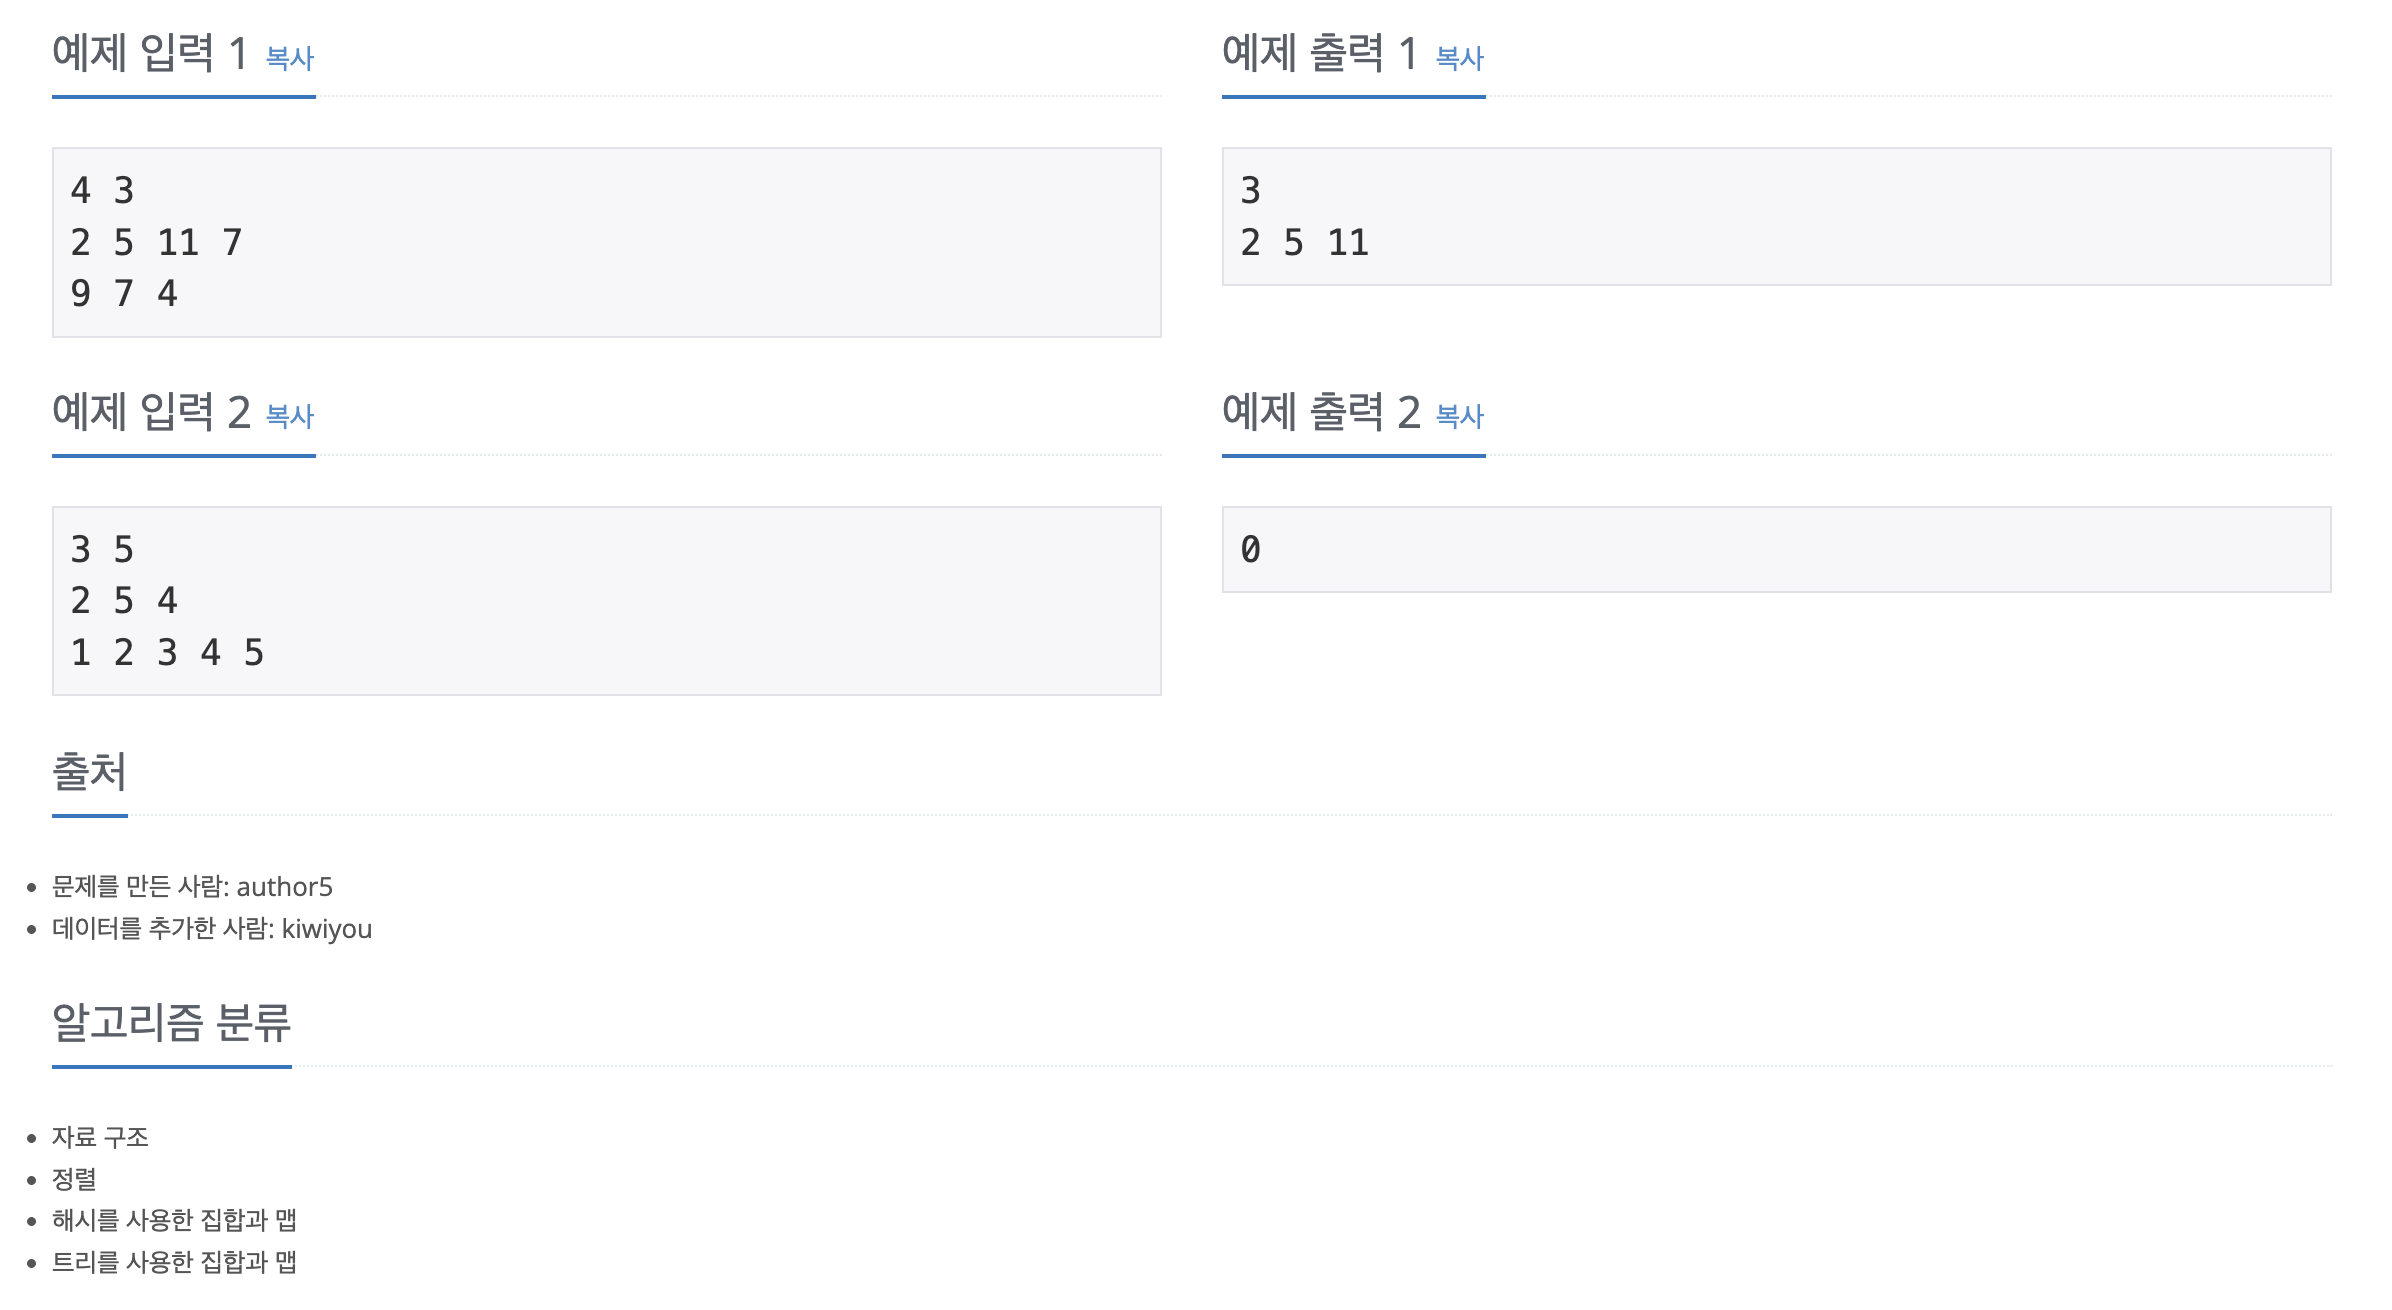 예제 입력 1 복사
4 3
2 5 11 7
9 7 4
예제 출력 1 복사
3
2 5 11
예제 입력 2 복사
3 5
2 5 4
1 2 3 4 5
예제 출력 2 복사
0
출처
문제를 만든 사람: author5
데이터를 추가한 사람: kiwiyou
알고리즘 분류
자료 구조
정렬
해시를 사용한 집합과 맵
트리를 사용한 집합과 맵